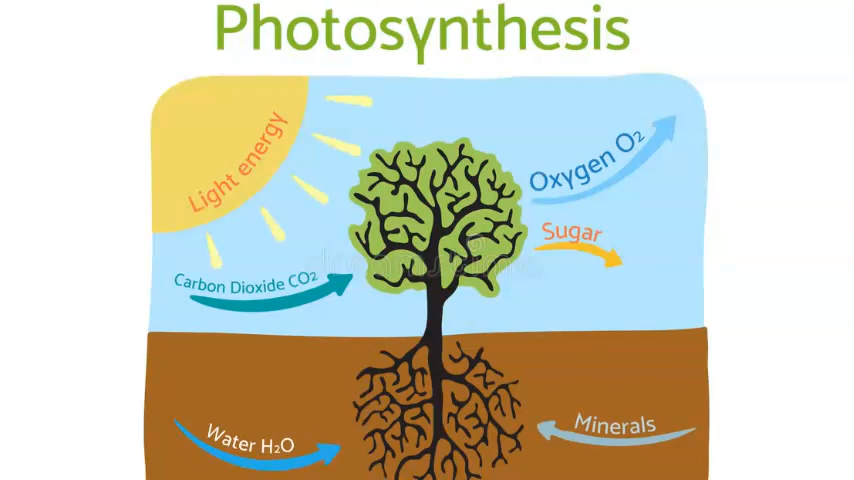 Photosynthesis
Light energy
Oxygen O₂
Sugar
Carbon Dioxide CO₂
Water H₂O
Minerals